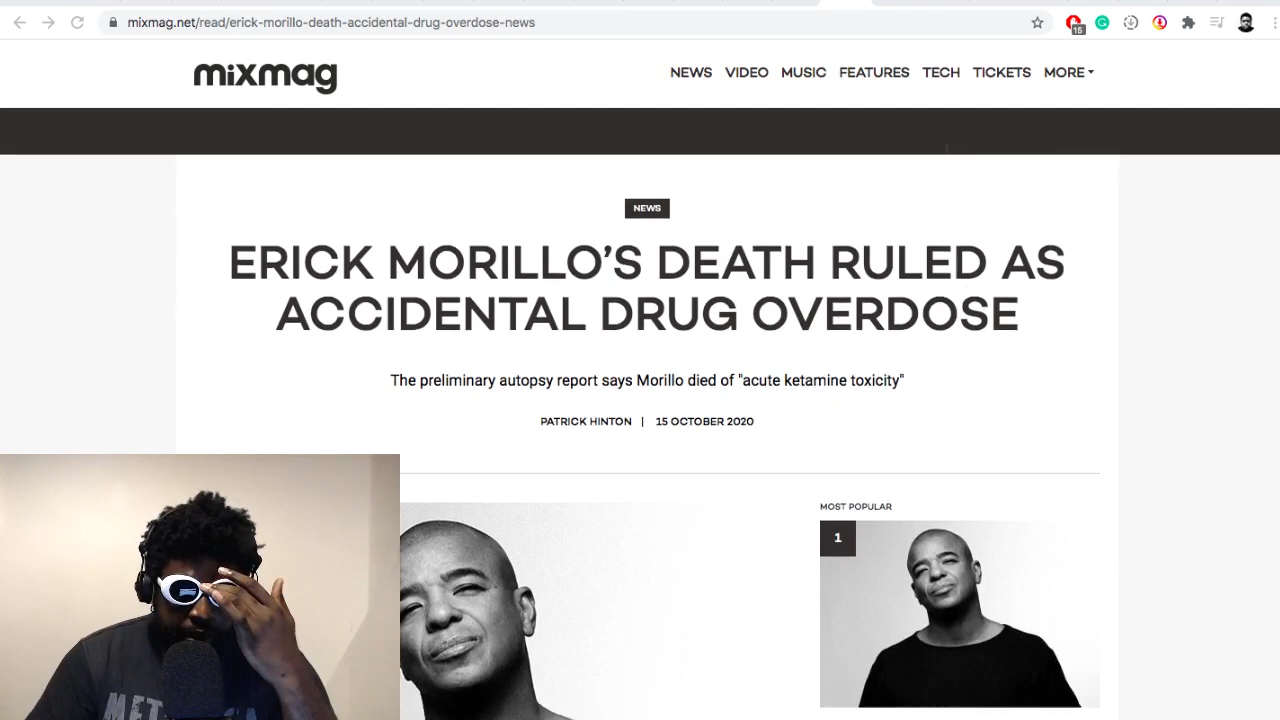 mixmag.net/read/erick-morillo-death-accidental-drug-overdose-news
15
mixmag
NEWS VIDEO MUSIC FEATURES TECH TICKETS MORE
NEWS
ERICK MORILLO'S DEATH RULED AS
ACCIDENTAL DRUG OVERDOSE
The preliminary autopsy report says Morillo died of "acute ketamine toxicity"
PATRICK HINTON | 15 OCTOBER 2020
MOST POPULAR
1